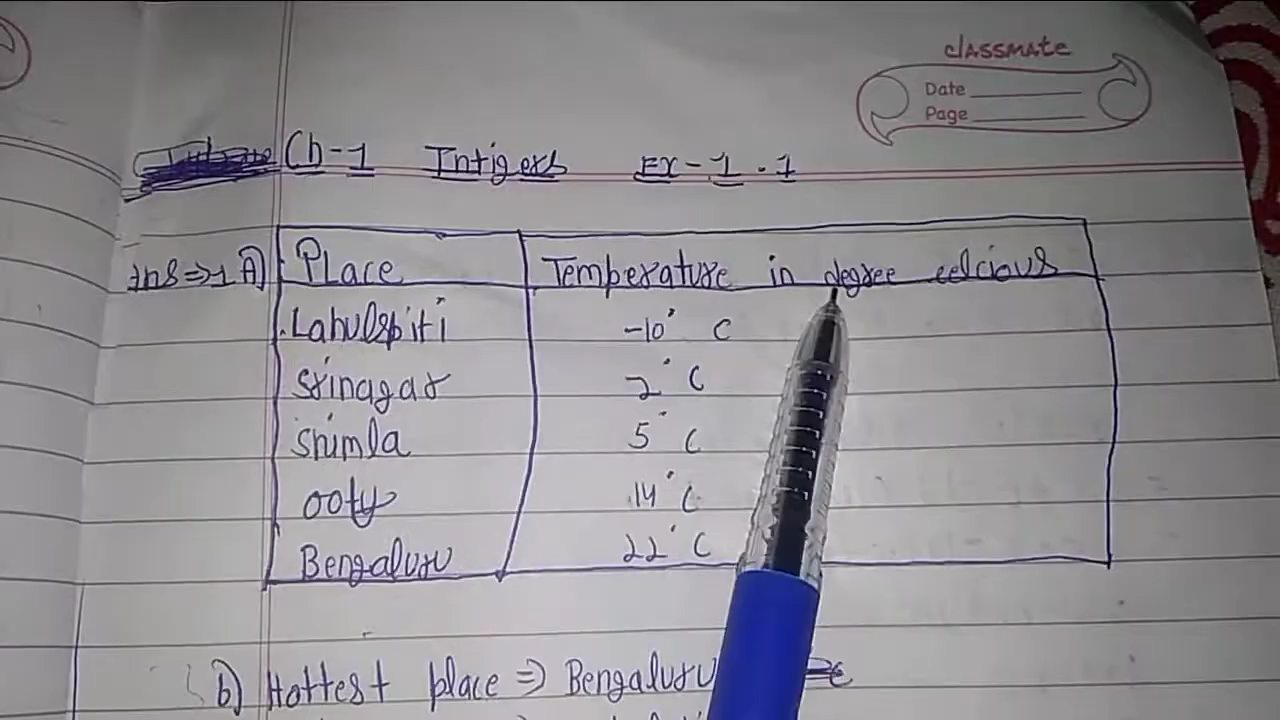 classmate
Date
Page
Ch-1 Intigers Ex-1.1
Ans⇒1 A) Place Temperature in degree celcious
Lahulspiti -10° C
Srinagar 2° C
Shimla 5° C
Ooty 14° C
Bengaluru 22° C
b) Hottest place ⇒ Bengaluru